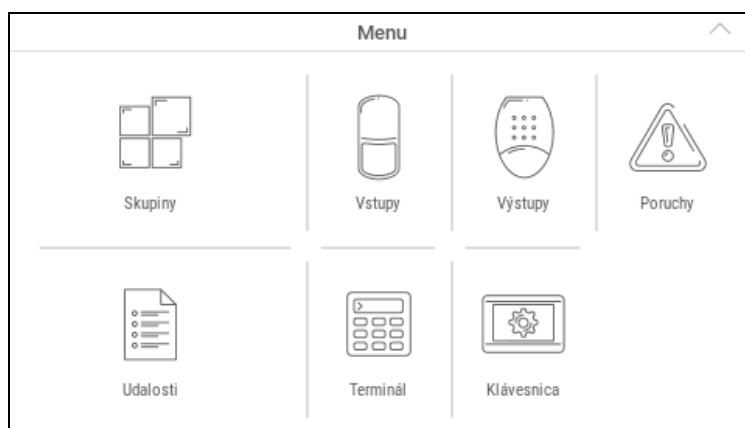 Menu
Skupiny
Vstupy
Výstupy
Poruchy
Udalosti
Terminál
Klávesnica